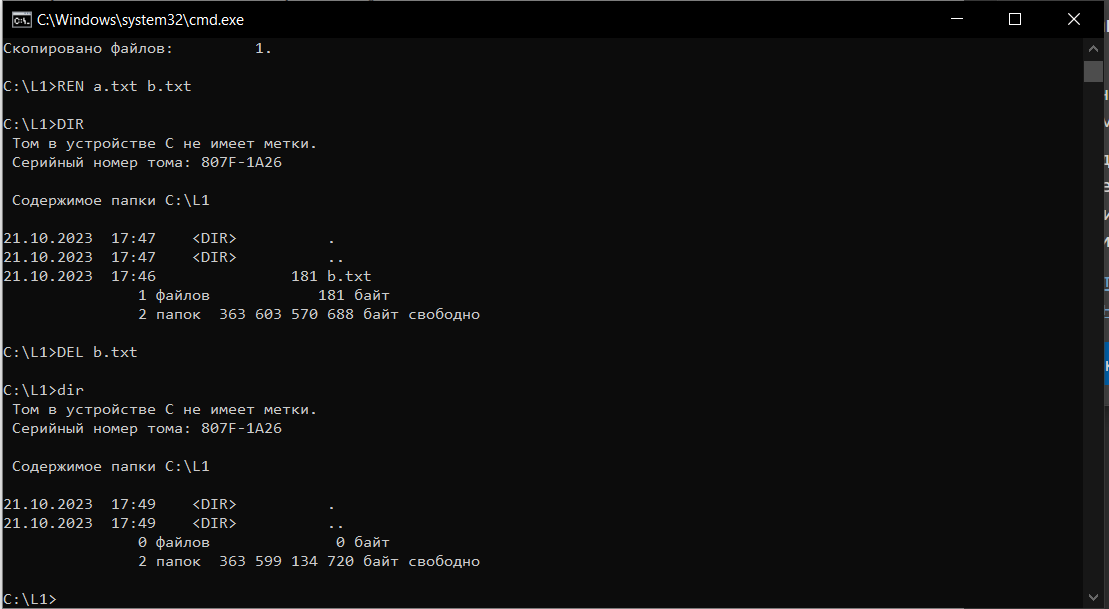 C:\Windows\system32\cmd.exe
Скопировано файлов:         1.
C:\L1>REN a.txt b.txt
C:\L1>DIR
Том в устройстве C не имеет метки.
Серийный номер тома: 807F-1A26
Содержимое папки C:\L1
21.10.2023  17:47    <DIR>          .
21.10.2023  17:47    <DIR>          ..
21.10.2023  17:46               181 b.txt
1 файлов            181 байт
2 папок  363 603 570 688 байт свободно
C:\L1>DEL b.txt
C:\L1>dir
Том в устройстве C не имеет метки.
Серийный номер тома: 807F-1A26
Содержимое папки C:\L1
21.10.2023  17:49    <DIR>          .
21.10.2023  17:49    <DIR>          ..
0 файлов              0 байт
2 папок  363 599 134 720 байт свободно
C:\L1>